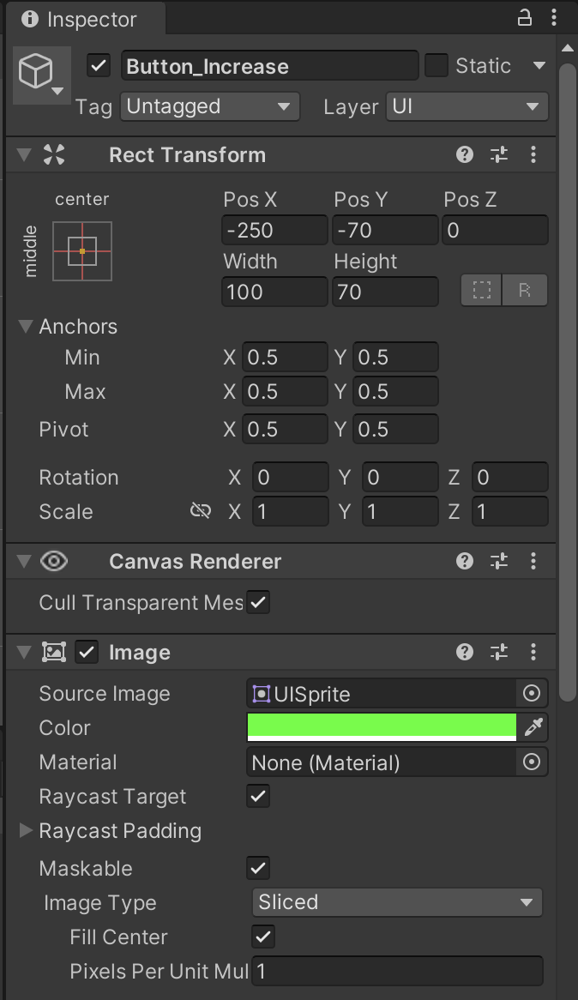 Inspector
Button_Increase Static
Tag Untagged Layer UI
Rect Transform
center
middle
Pos X Pos Y Pos Z
-250 -70 0
Width Height
100 70
R
Anchors
Min X 0.5 Y 0.5
Max X 0.5 Y 0.5
Pivot X 0.5 Y 0.5
Rotation X 0 Y 0 Z 0
Scale X 1 Y 1 Z 1
Canvas Renderer
Cull Transparent Mes
Image
Source Image UISprite
Color
Material None (Material)
Raycast Target
Raycast Padding
Maskable
Image Type Sliced
Fill Center
Pixels Per Unit Mul 1